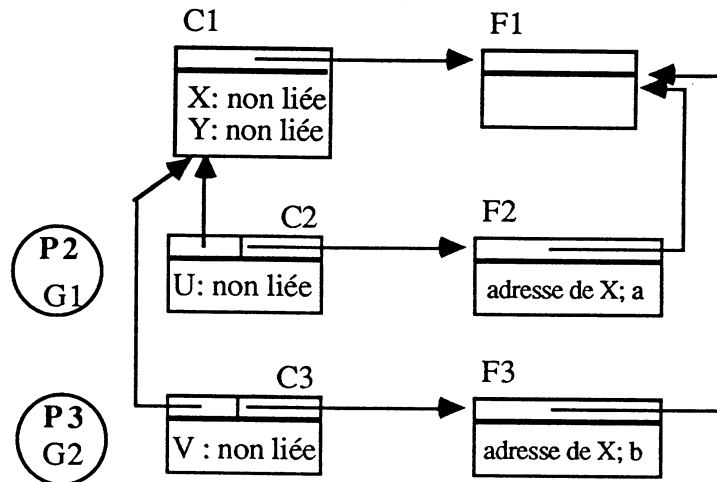 C1
F1
X: non liée
Y: non liée
P2
G1
C2
U: non liée
F2
adresse de X; a
P3
G2
C3
V : non liée
F3
adresse de X; b